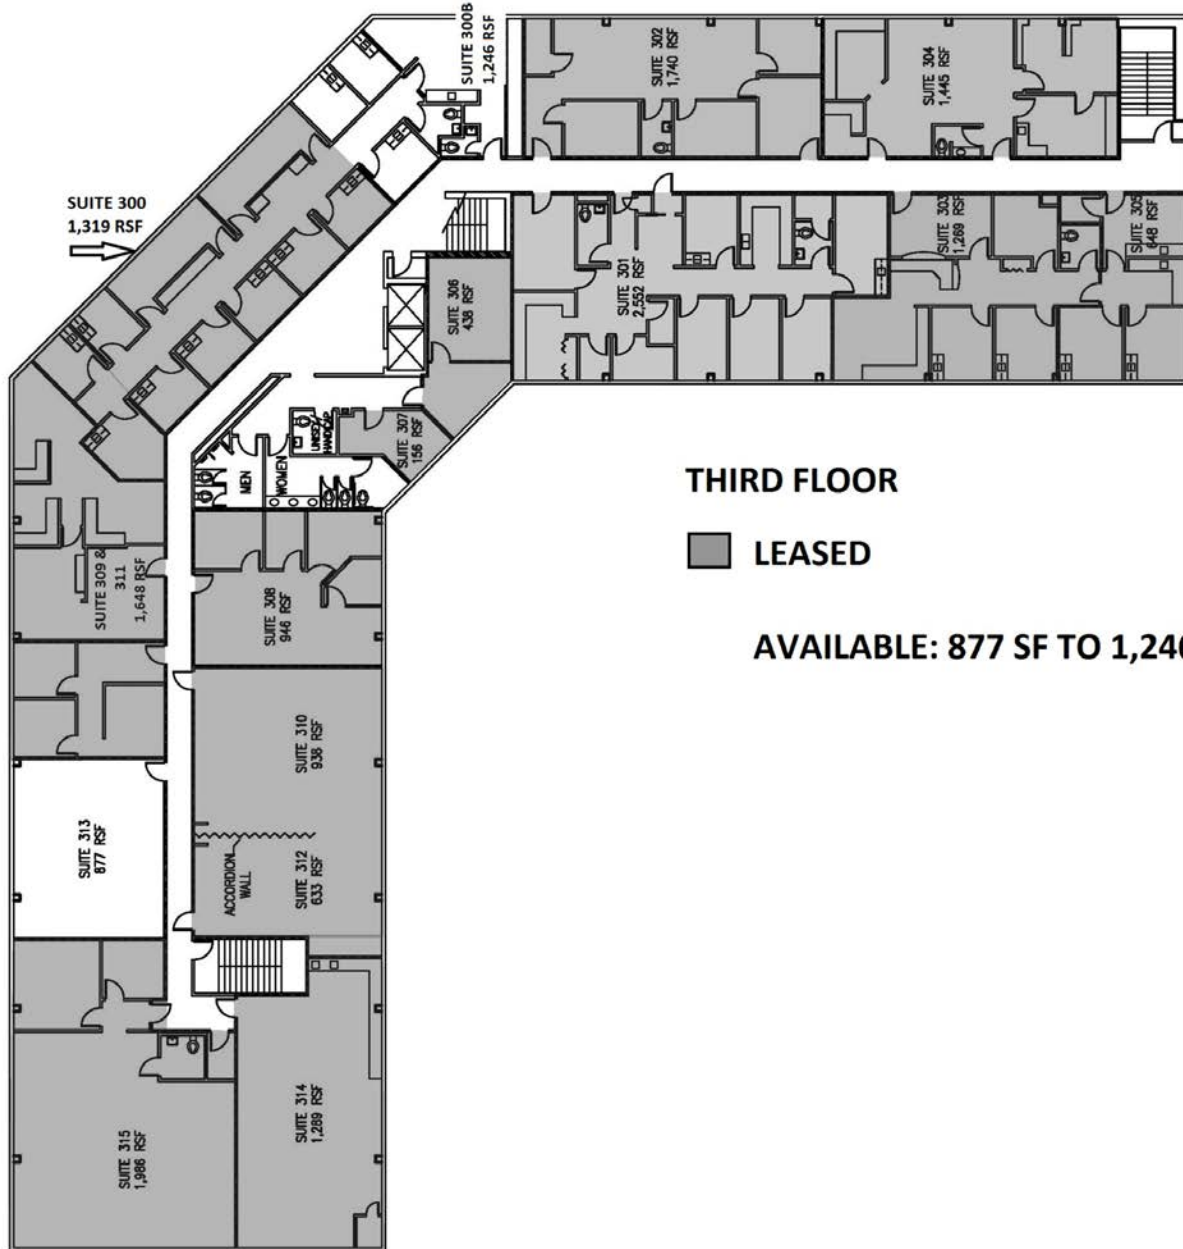 SUITE 300B
1,246 RSF
SUITE 302
1,740 RSF
SUITE 304
1,445 RSF
SUITE 300
1,319 RSF
SUITE 301
2,552 RSF
SUITE 303
1,269 RSF
SUITE 305
648 RSF
SUITE 306
438 RSF
SUITE 307
156 RSF
UNISEX
HANDICAP
MEN
WOMEN
THIRD FLOOR
LEASED
AVAILABLE: 877 SF TO 1,246
SUITE 309 &
311
1,648 RSF
SUITE 308
946 RSF
SUITE 310
938 RSF
SUITE 313
877 RSF
ACCORDION
WALL
SUITE 312
633 RSF
SUITE 314
1,289 RSF
SUITE 315
1,986 RSF